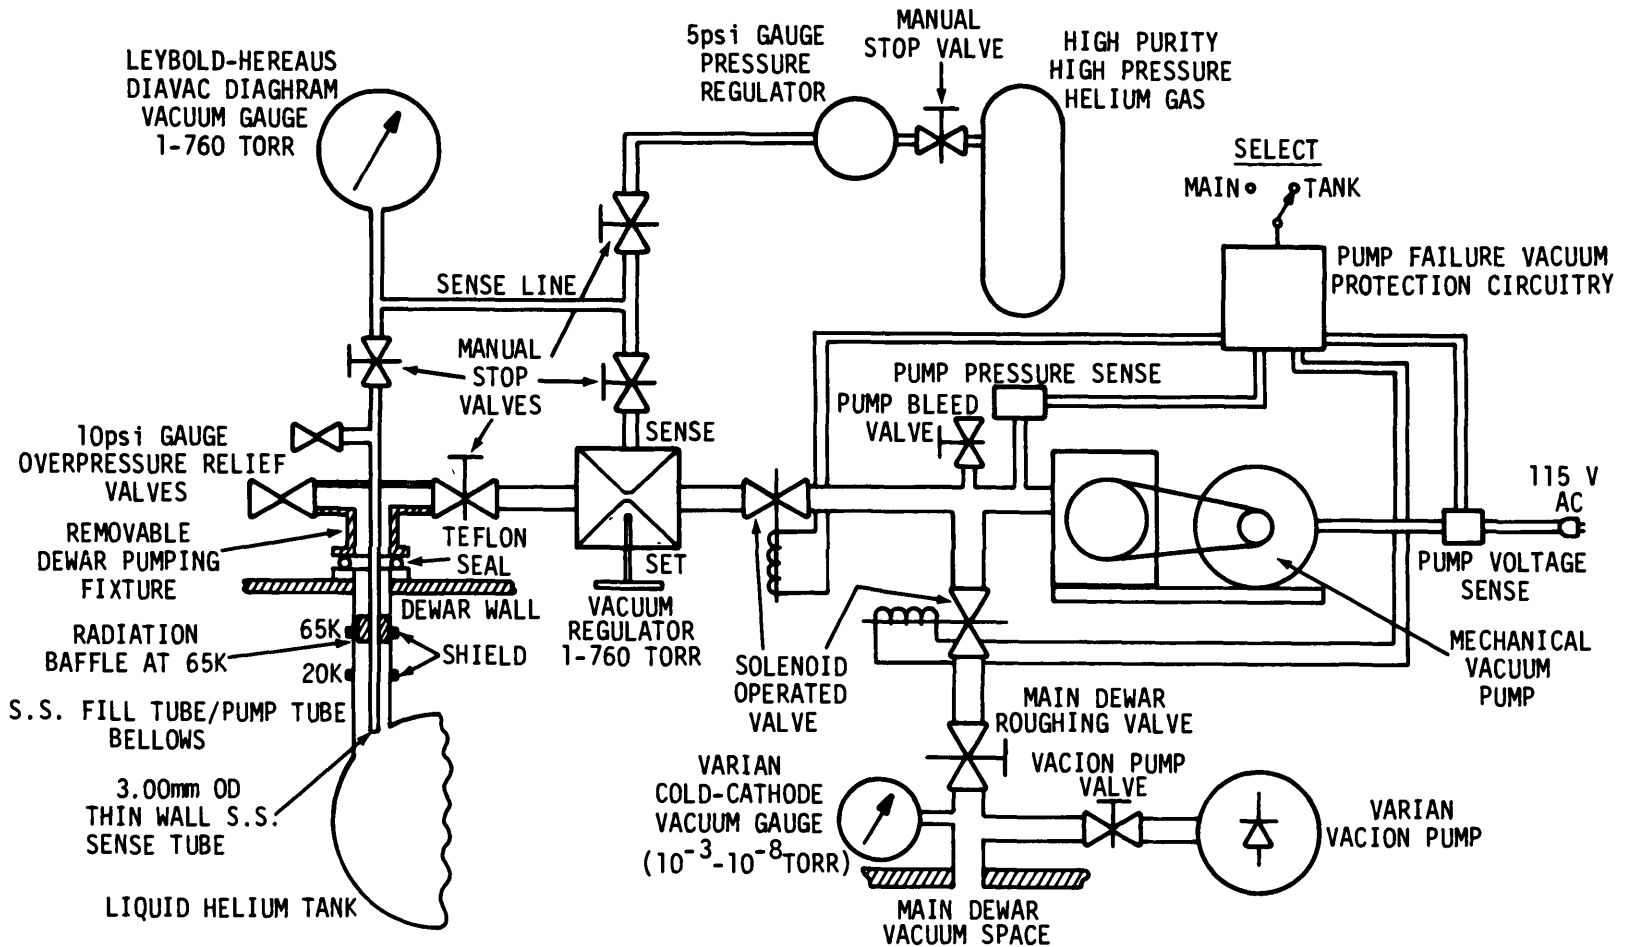 LEYBOLD-HEREAUS
DIAVAC DIAGHRAM
VACUUM GAUGE
1-760 TORR
5psi GAUGE
PRESSURE
REGULATOR
MANUAL
STOP VALVE
HIGH PURITY
HIGH PRESSURE
HELIUM GAS
SELECT
MAIN
TANK
PUMP FAILURE VACUUM
PROTECTION CIRCUITRY
SENSE LINE
MANUAL
STOP
VALVES
PUMP PRESSURE SENSE
PUMP BLEED
VALVE
10psi GAUGE
OVERPRESSURE RELIEF
VALVES
SENSE
SET
VACUUM
REGULATOR
1-760 TORR
115 V
AC
REMOVABLE
DEWAR PUMPING
FIXTURE
TEFLON
SEAL
DEWAR WALL
PUMP VOLTAGE
SENSE
RADIATION
BAFFLE AT 65K
65K
20K
SHIELD
SOLENOID
OPERATED
VALVE
MECHANICAL
VACUUM
PUMP
S.S. FILL TUBE/PUMP TUBE
BELLOWS
MAIN DEWAR
ROUGHING VALVE
3.00mm OD
THIN WALL S.S.
SENSE TUBE
VARIAN
COLD-CATHODE
VACUUM GAUGE
(10⁻³-10⁻⁸TORR)
VACION PUMP
VALVE
VARIAN
VACION PUMP
LIQUID HELIUM TANK
MAIN DEWAR
VACUUM SPACE